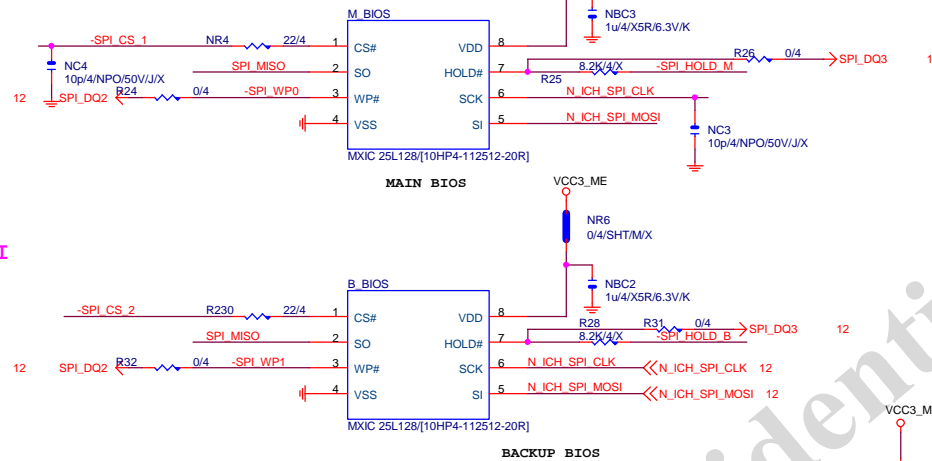 M_BIOS
NBC3
1u/4/X5R/6.3V/K
-SPI_CS_1 NR4 22/4 1 CS# VDD 8
R26 0/4 SPI_DQ3 1
NC4
10p/4/NPO/50V/J/X
SPI_MISO 2 SO HOLD# 7 R25 8.2K/4/X -SPI_HOLD_M
12 SPI_DQ2 R24 0/4 -SPI_WP0 3 WP# SCK 6 N_ICH_SPI_CLK
4 VSS SI 5 N_ICH_SPI_MOSI
NC3
10p/4/NPO/50V/J/X
MXIC 25L128/[10HP4-112512-20R]
MAIN BIOS
VCC3_ME
NR6
0/4/SHT/M/X
B_BIOS
NBC2
1u/4/X5R/6.3V/K
-SPI_CS_2 R230 22/4 1 CS# VDD 8
R28 R31 0/4 SPI_DQ3 12
SPI_MISO 2 SO HOLD# 7 8.2K/4/X -SPI_HOLD_B
12 SPI_DQ2 R32 0/4 -SPI_WP1 3 WP# SCK 6 N_ICH_SPI_CLK N_ICH_SPI_CLK 12
4 VSS SI 5 N_ICH_SPI_MOSI N_ICH_SPI_MOSI 12
MXIC 25L128/[10HP4-112512-20R]
BACKUP BIOS
VCC3_M
identi